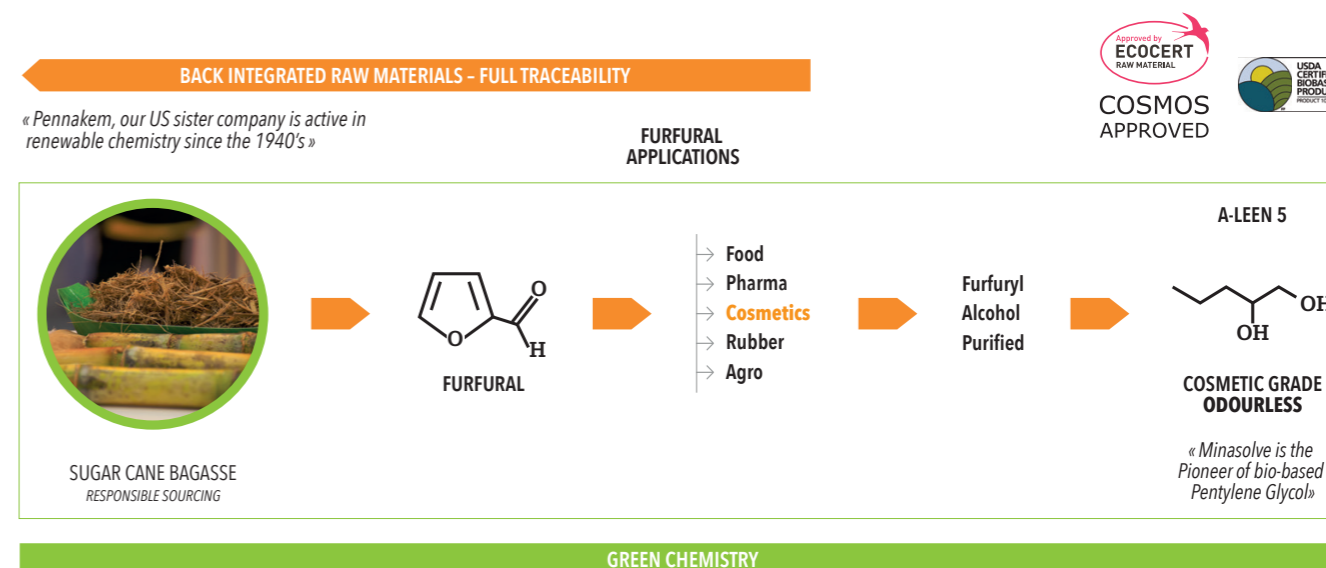 BACK INTEGRATED RAW MATERIALS – FULL TRACEABILITY
« Pennakem, our US sister company is active in
renewable chemistry since the 1940's »
FURFURAL
APPLICATIONS
Approved by
ECOCERT
RAW MATERIAL
COSMOS
APPROVED
USDA
SUGAR CANE BAGASSE
RESPONSIBLE SOURCING
O
O
H
FURFURAL
Food
Pharma
Cosmetics
Rubber
Agro
Furfuryl
Alcohol
Purified
A-LEEN 5
OH
OH
COSMETIC GRADE
ODOURLESS
« Minasolve is the
Pioneer of bio-based
Pentylene Glycol»
GREEN CHEMISTRY